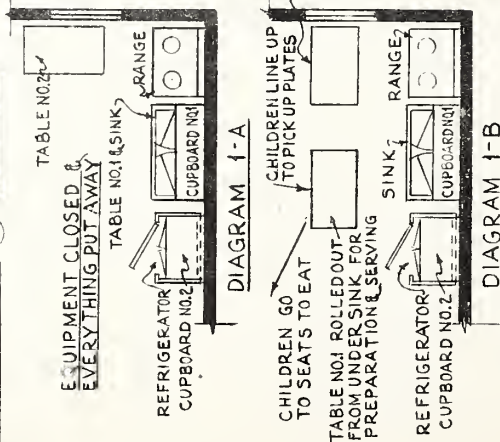 EQUIPMENT CLOSED &
EVERYTHING PUT AWAY
TABLE NO.2
RANGE
TABLE NO.1 & SINK
CUPBOARD NO.1
REFRIGERATOR
CUPBOARD NO.2
DIAGRAM 1-A
CHILDREN LINE UP
TO PICK UP PLATES
CHILDREN GO
TO SEATS TO EAT
TABLE NO.1 ROLLED OUT
FROM UNDER SINK FOR
PREPARATION & SERVING
RANGE
SINK
CUPBOARD NO.1
REFRIGERATOR
CUPBOARD NO.2
DIAGRAM 1-B